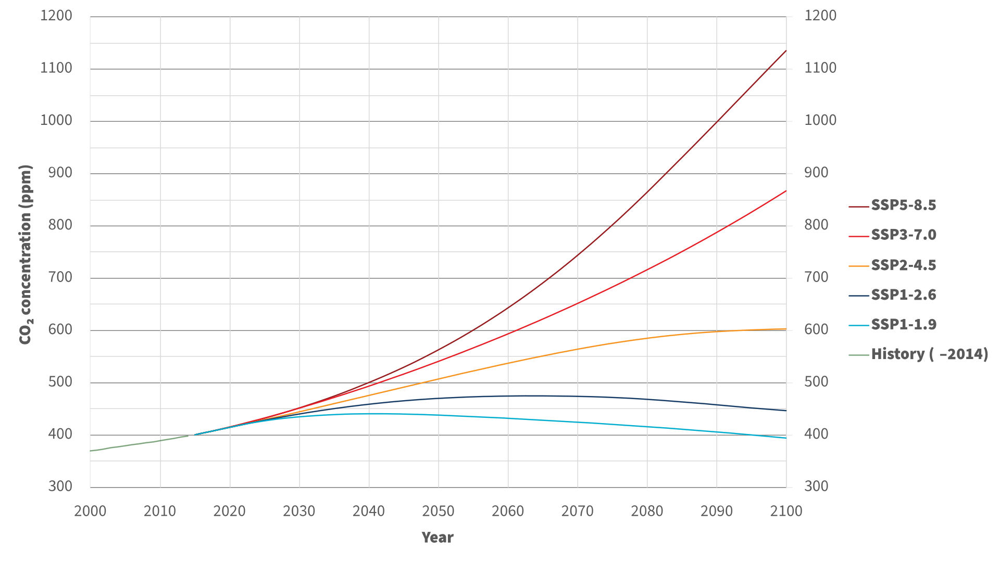 1200
1100
1000
900
800
700
600
500
400
300
CO₂ concentration (ppm)
2000 2010 2020 2030 2040 2050 2060 2070 2080 2090 2100
Year
1200
1100
1000
900
800
700
600
500
400
300
SSP5-8.5
SSP3-7.0
SSP2-4.5
SSP1-2.6
SSP1-1.9
History ( –2014)